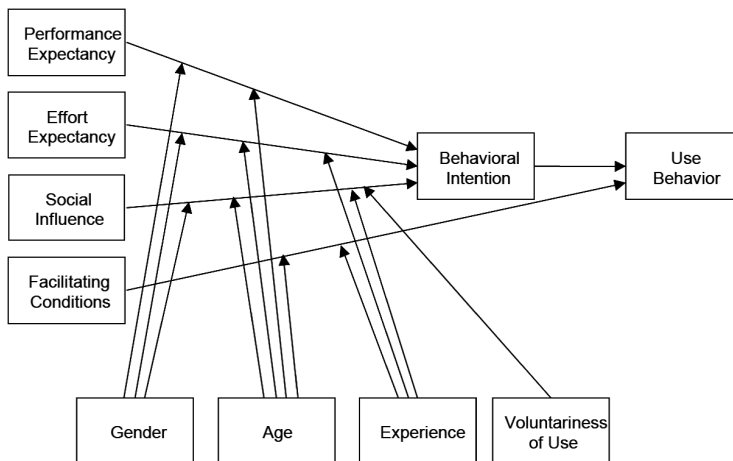 Performance
Expectancy
Effort
Expectancy
Social
Influence
Facilitating
Conditions
Behavioral
Intention
Use
Behavior
Gender
Age
Experience
Voluntariness
of Use